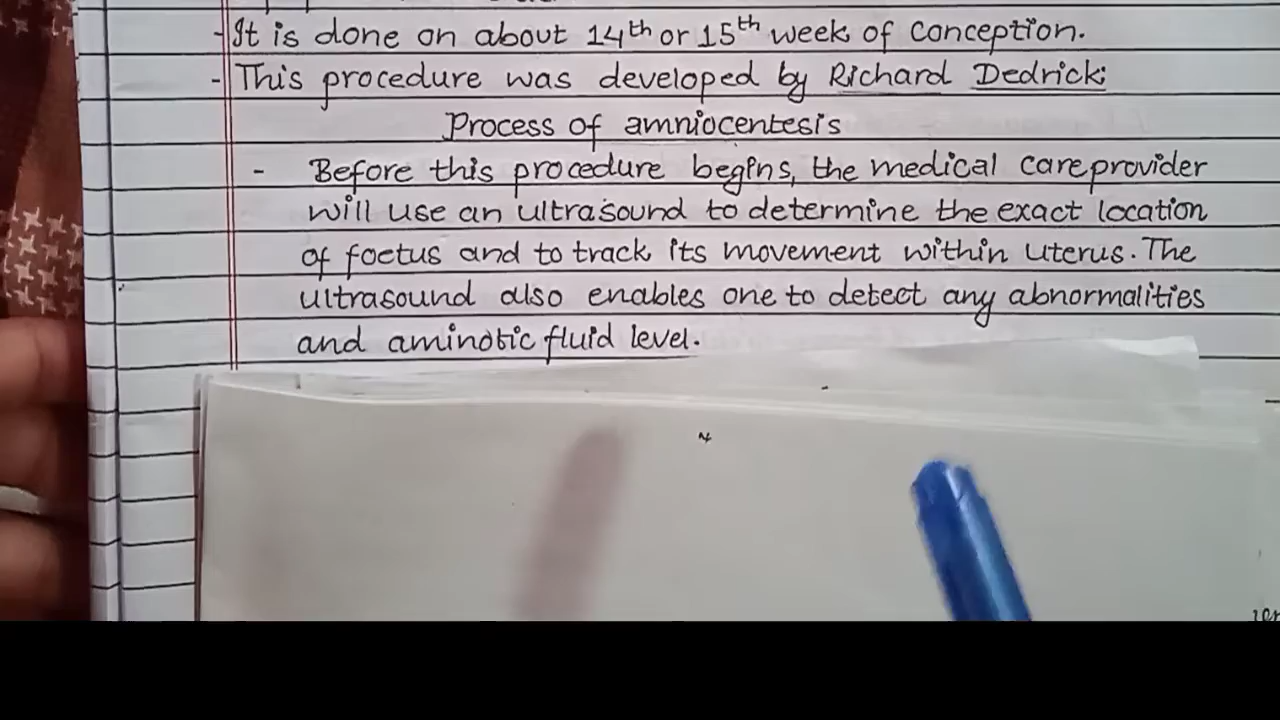 -It is done on about 14th or 15th week of conception.
- This procedure was developed by Richard Dedrick:
Process of amniocentesis
- Before this procedure begins, the medical care provider
will use an ultrasound to determine the exact location
of foetus and to track its movement within uterus. The
ultrasound also enables one to detect any abnormalities
and aminotic fluid level.